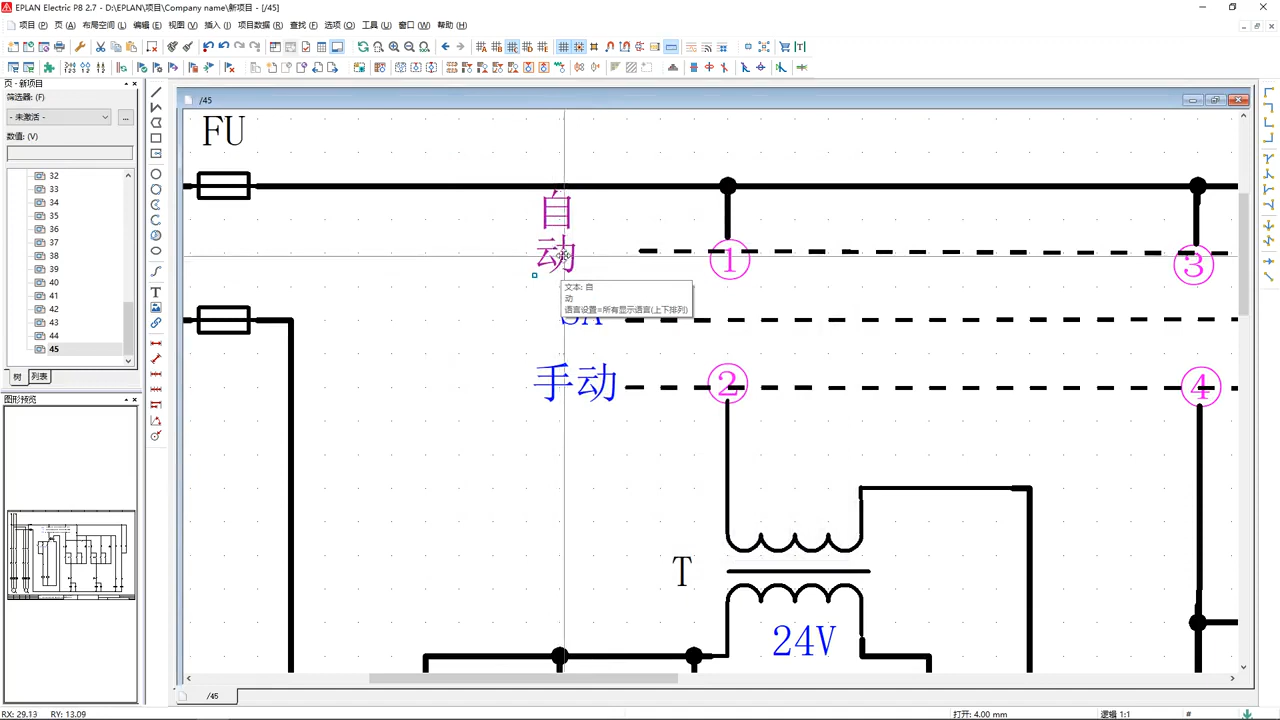 EPLAN Electric P8 2.7 - D:\EPLAN\项目\Company name\新项目 - [/45]
项目 (P) 页 (A) 布局空间 (L) 编辑 (E) 视图 (V) 插入 (I) 项目数据 (R) 查找 (F) 选项 (O) 工具 (U) 窗口 (W) 帮助 (H)
页 - 新项目
筛选器: (F)
- 未激活 -
...
数值: (V)
32
33
34
35
36
37
38
39
40
41
42
43
44
45
树 列表
图形预览
/45
FU
自
动
① ③
文本: 自
动
语言设置=所有显示语言(上下排列)
手动 ② ④
T
24V
/45
RX: 29.13 RY: 13.09 打开: 4.00 mm 逻辑 1:1 #